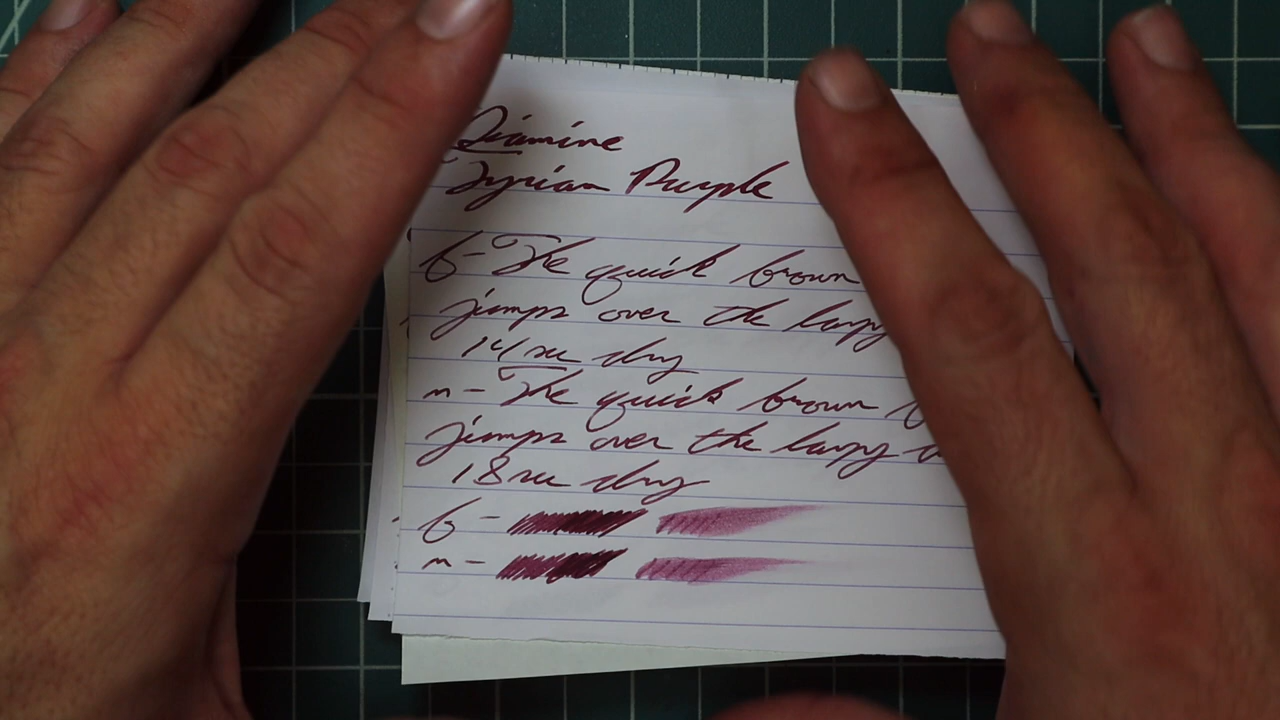 Diamine
Tyrian Purple
f - The quick brown
jumps over the lazy
14 sec dry
m - The quick brown
jumps over the lazy
18 sec dry
f -
m -